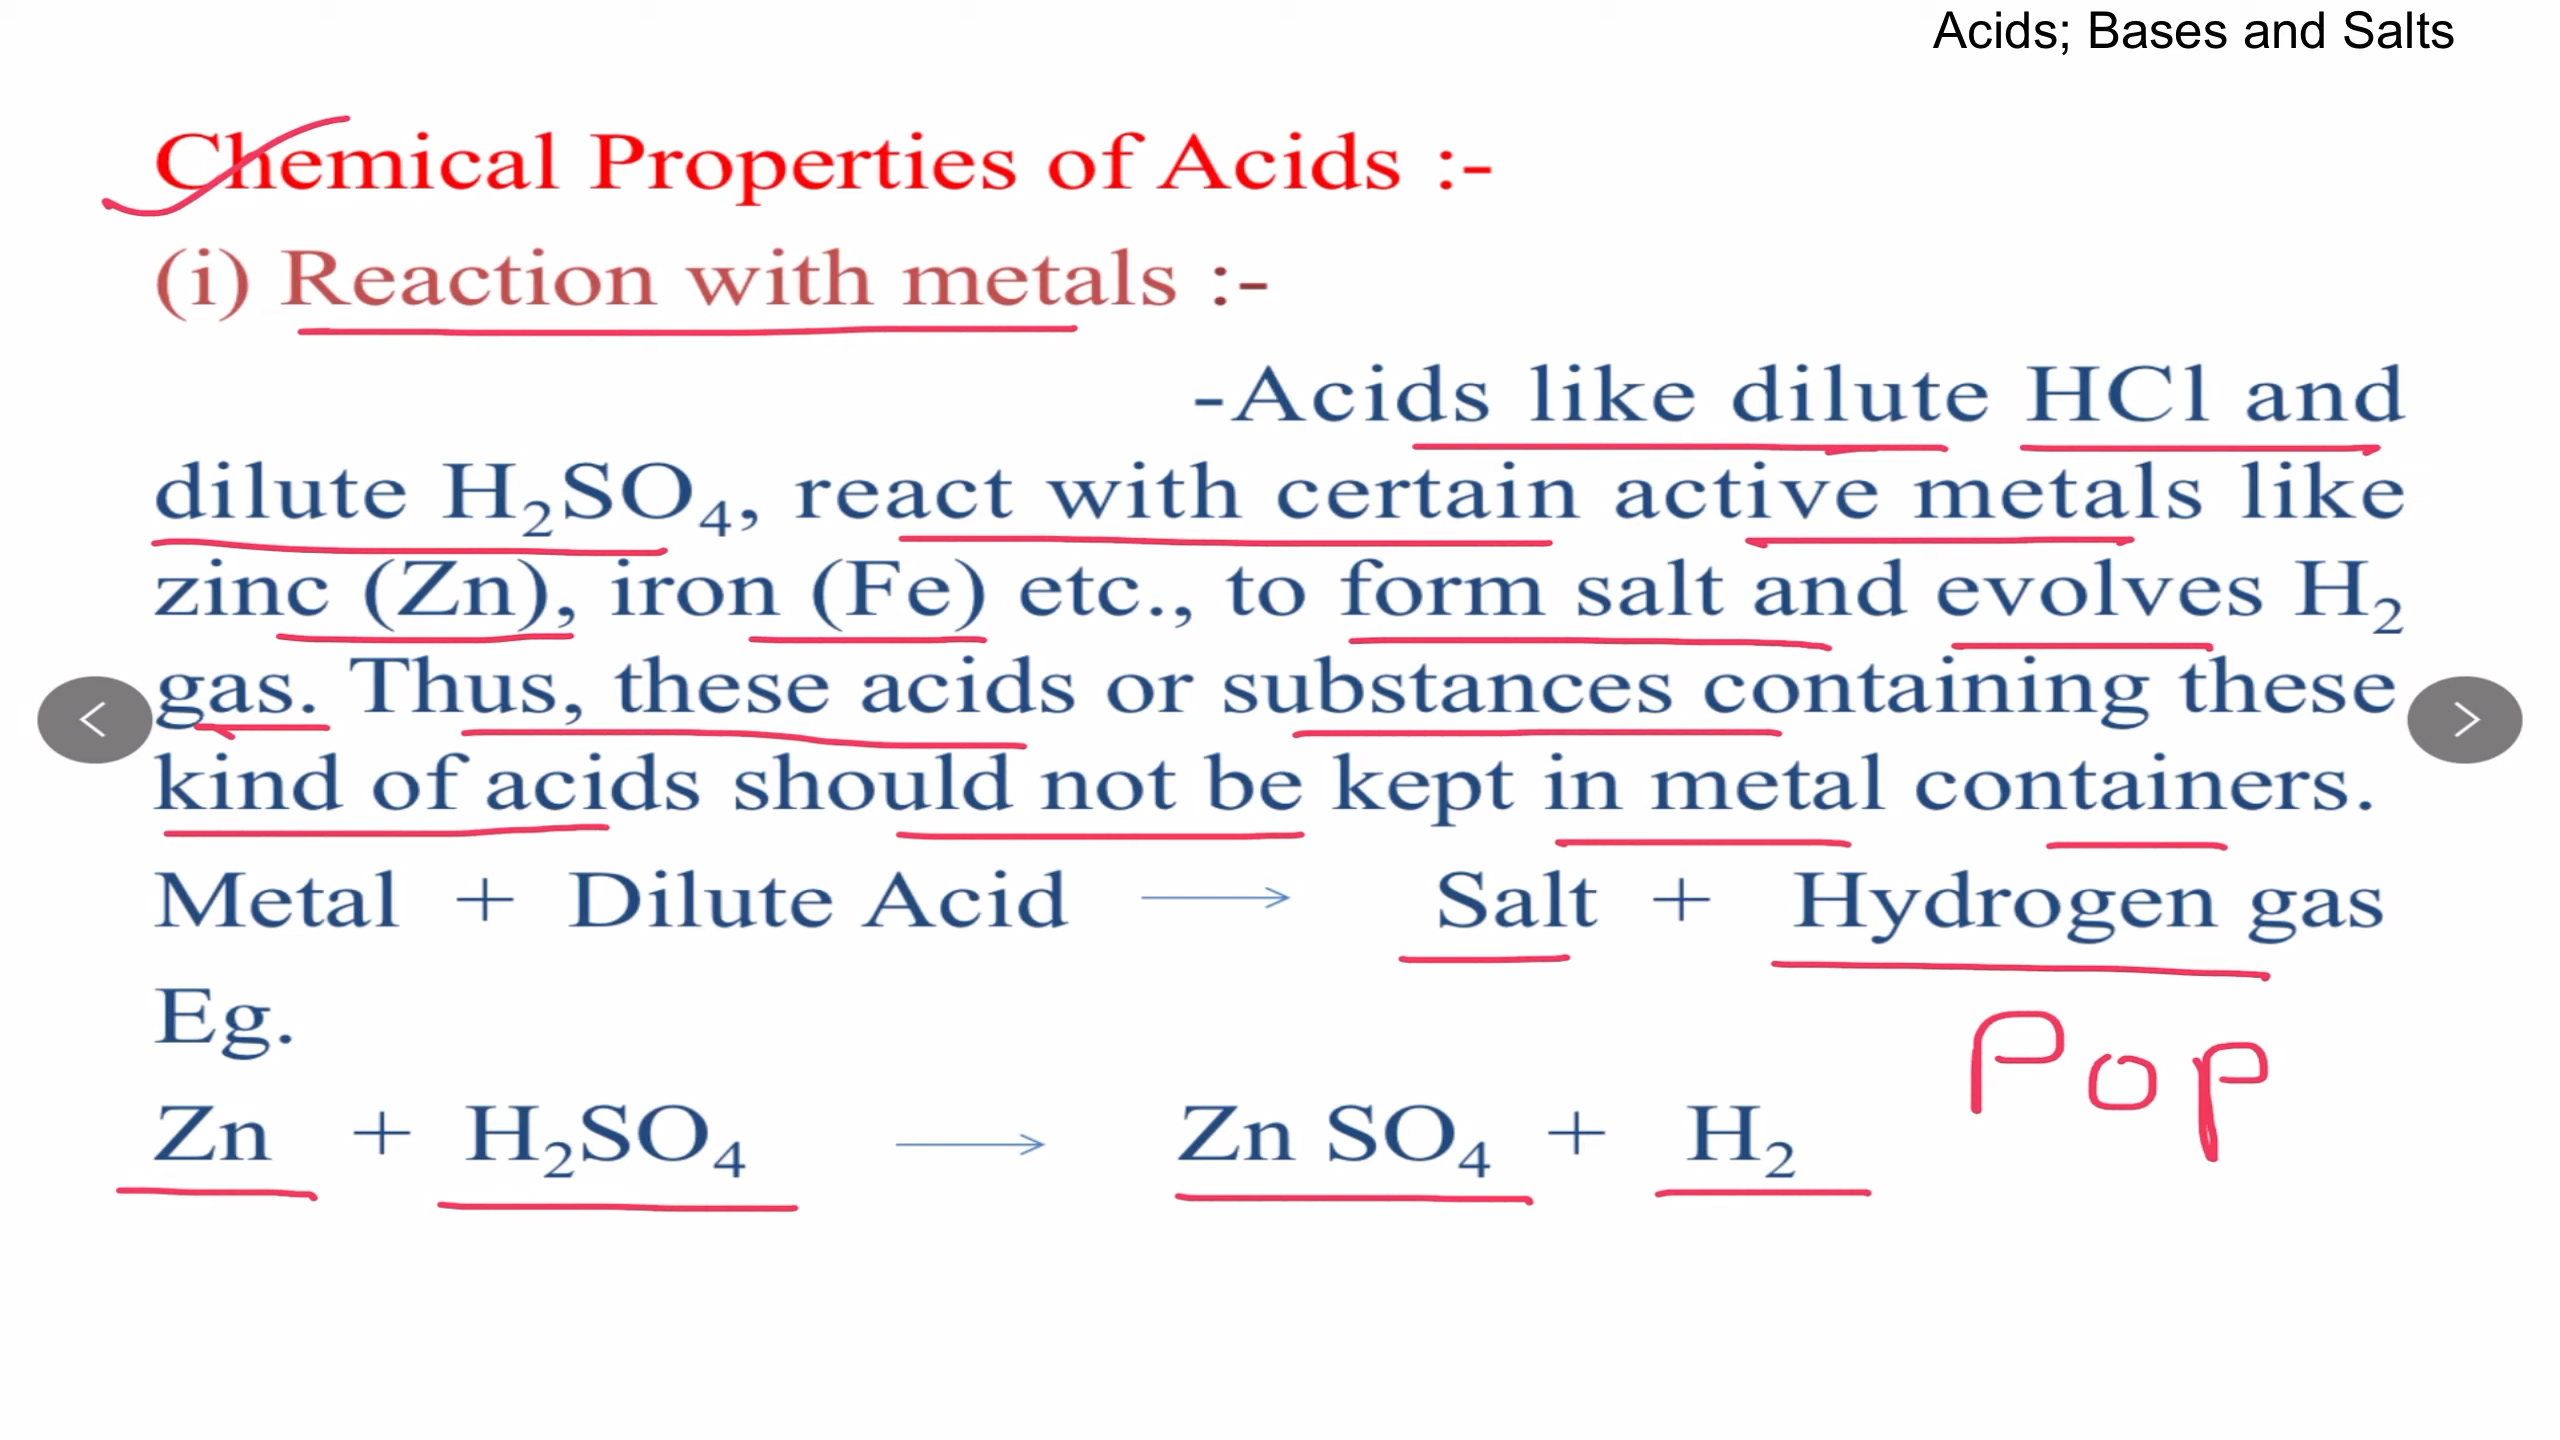 Acids; Bases and Salts
Chemical Properties of Acids :-
(i) Reaction with metals :-
-Acids like dilute HCl and
dilute H₂SO₄, react with certain active metals like
zinc (Zn), iron (Fe) etc., to form salt and evolves H₂
gas. Thus, these acids or substances containing these
kind of acids should not be kept in metal containers.
Metal + Dilute Acid ⟶ Salt + Hydrogen gas
Eg.
Pop
Zn + H₂SO₄ ⟶ Zn SO₄ + H₂